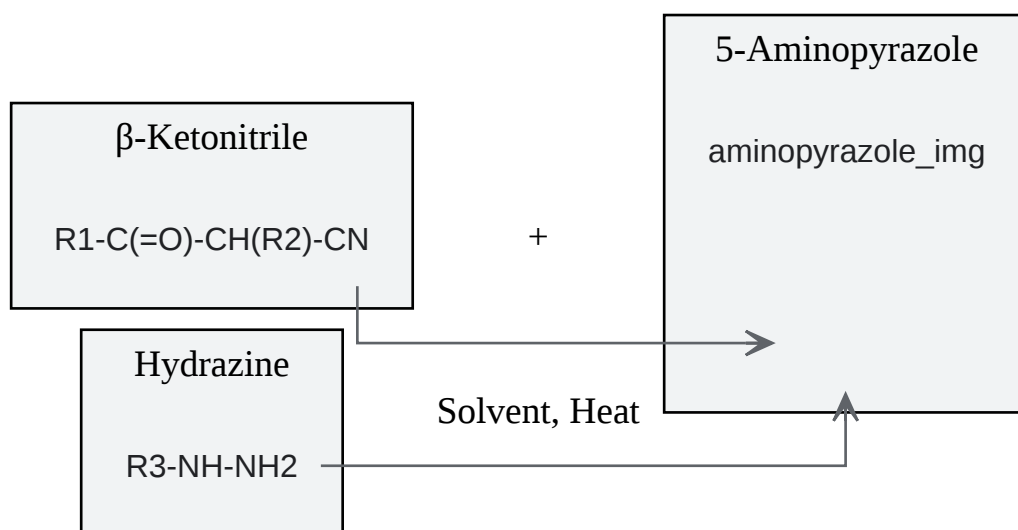 5-Aminopyrazole
aminopyrazole_img
β-Ketonitrile
R1-C(=O)-CH(R2)-CN
+
Hydrazine
R3-NH-NH2
Solvent, Heat